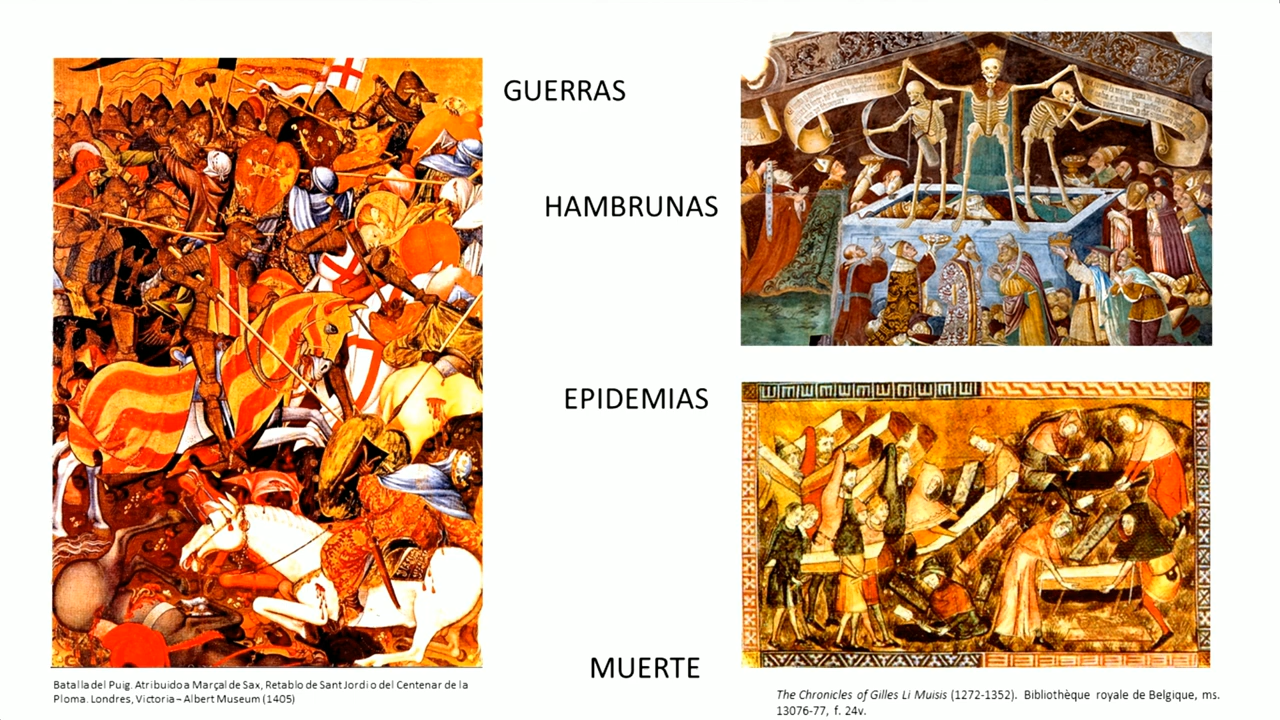 GUERRAS
HAMBRUNAS
EPIDEMIAS
MUERTE
Batalla del Puig. Atribuido a Marçal de Sax, Retablo de Sant Jordi o del Centenar de la
Ploma. Londres, Victoria – Albert Museum (1405)
The Chronicles of Gilles Li Muisis (1272-1352). Bibliothèque royale de Belgique, ms.
13076-77, f. 24v.